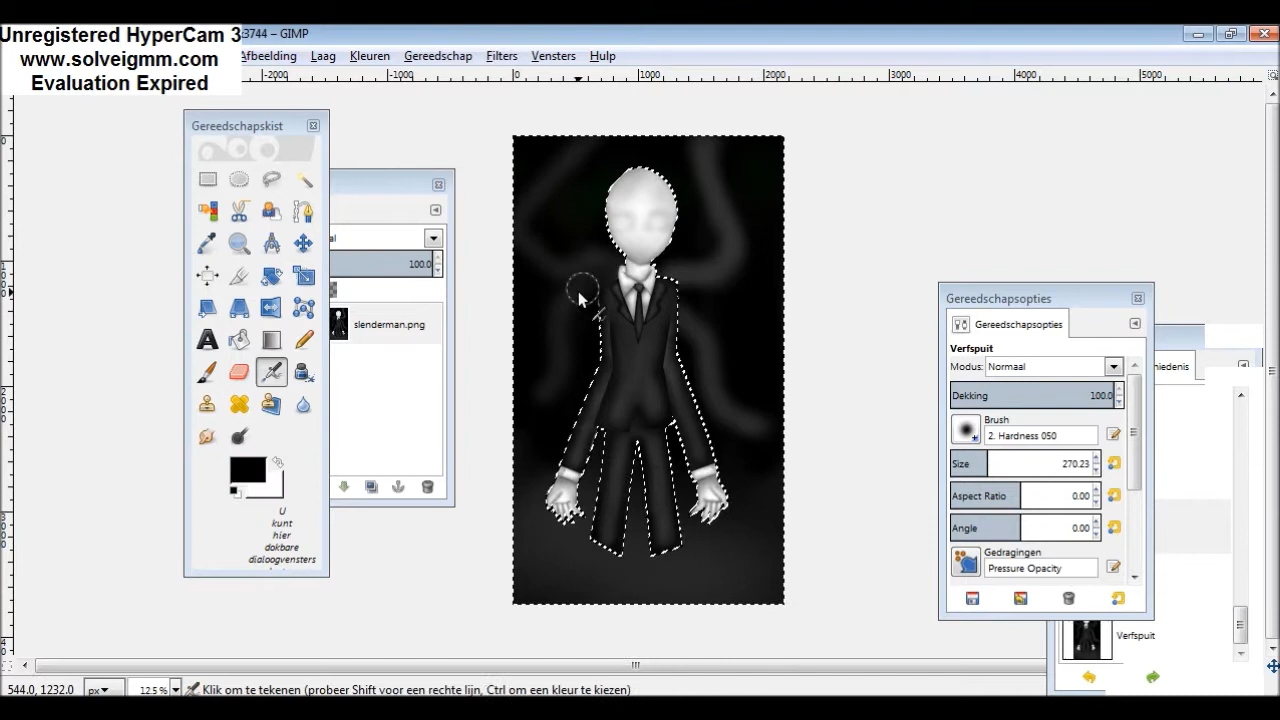 Unregistered HyperCam 3
www.solveigmm.com
Evaluation Expired
3744 – GIMP
Afbeelding Laag Kleuren Gereedschap Filters Vensters Hulp
-2000 -1000 0 1000 2000 3000 4000 5000
Gereedschapskist
100.0
slenderman.png
U
kunt
hier
dokbare
dialoogvensters
Gereedschapsopties
Gereedschapsopties
Verfspuit
Modus: Normaal
Dekking 100.0
Brush
2. Hardness 050
Size 270.23
Aspect Ratio 0.00
Angle 0.00
Gedragingen
Pressure Opacity
Verfspuit
544.0, 1232.0 px 12.5 % Klik om te tekenen (probeer Shift voor een rechte lijn, Ctrl om een kleur te kiezen)